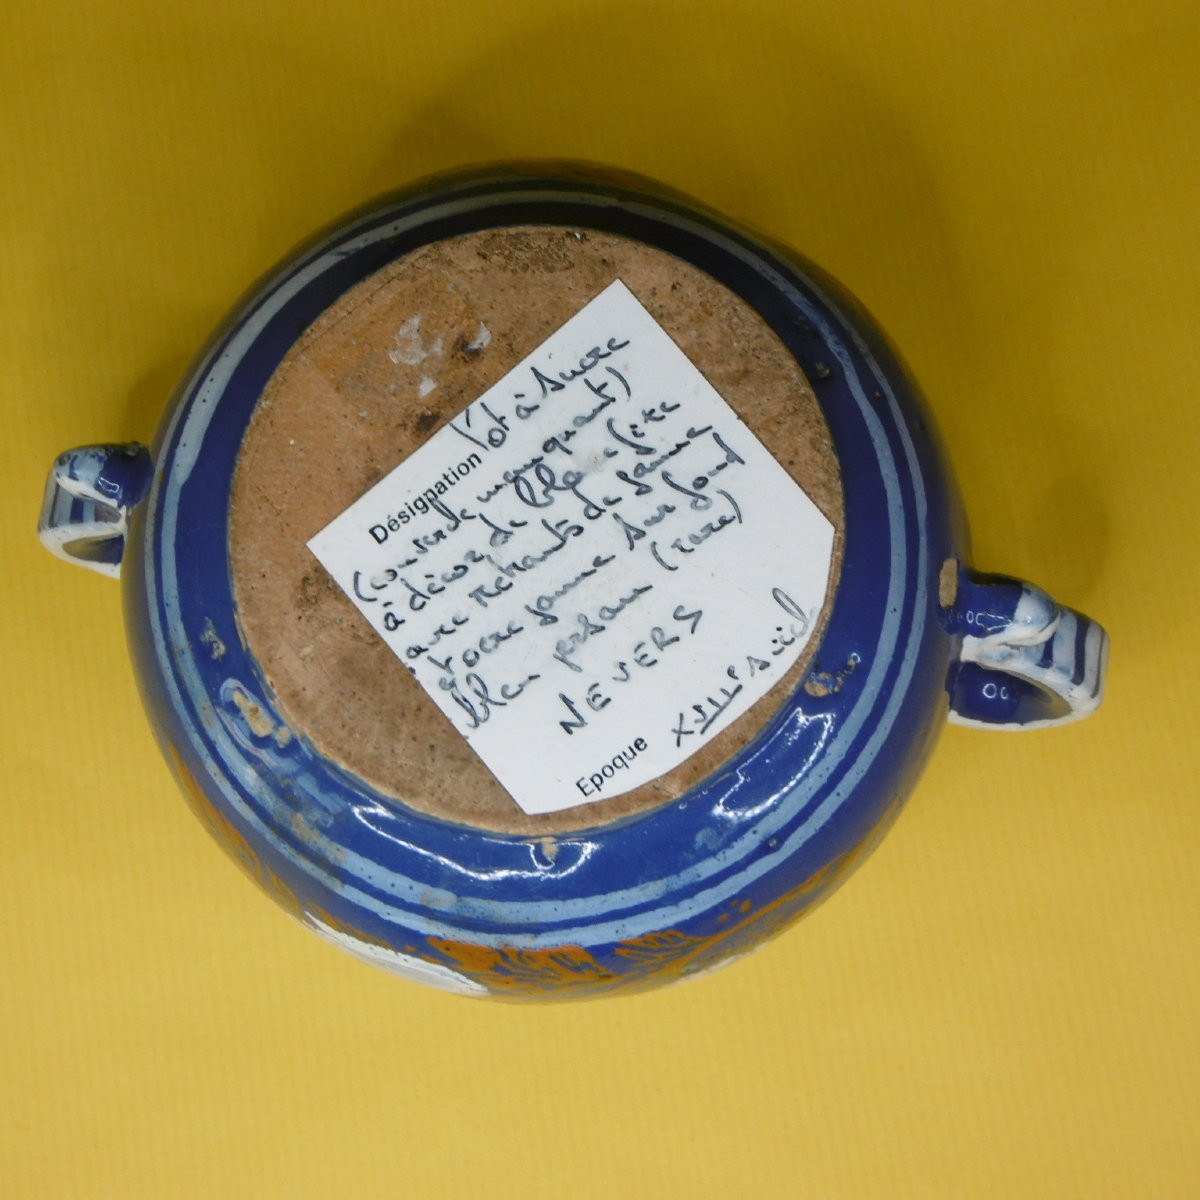 Désignation Pot à Sucre
(couvercle manquant)
à décor de blanc fixe
avec rehauts de jaune
et ocre jaune sur fond
bleu persan (rare)
NEVERS
Epoque XVIIe siècle